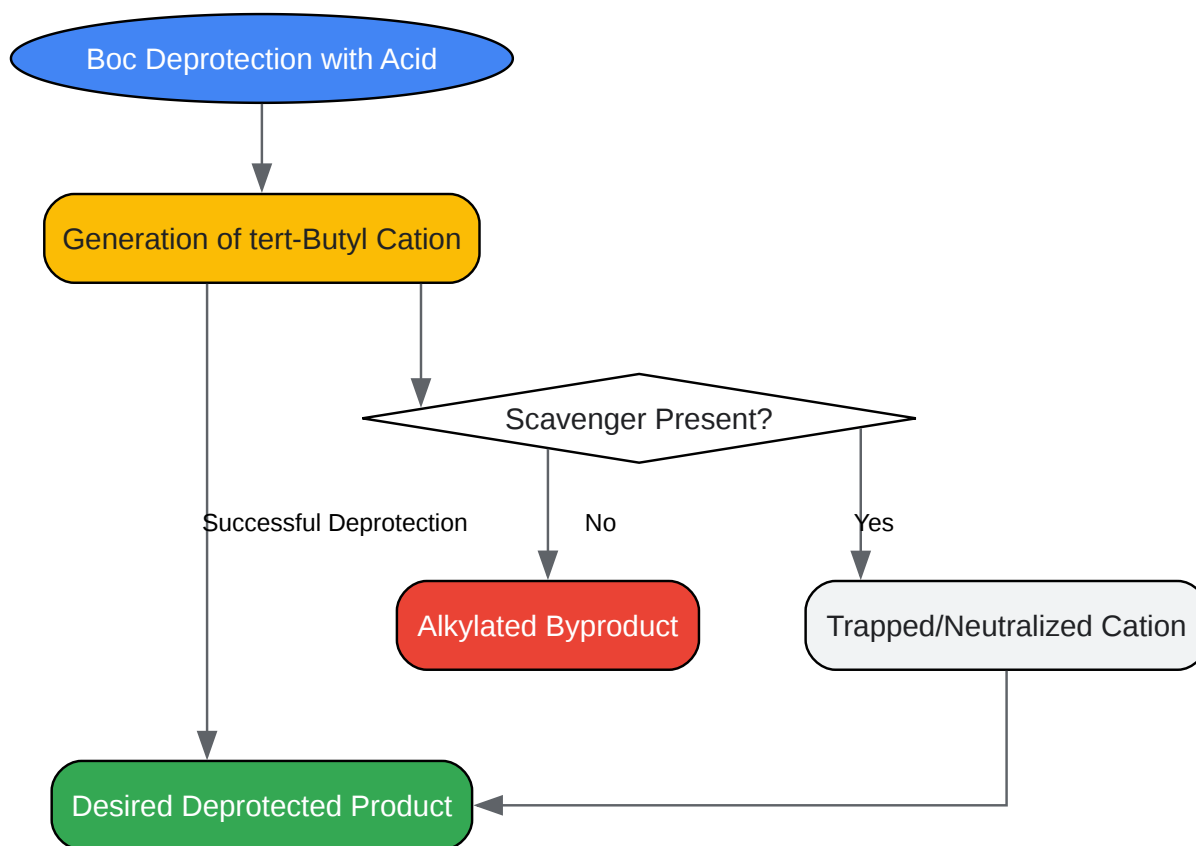 Boc Deprotection with Acid
Generation of tert-Butyl Cation
Scavenger Present?
Successful Deprotection
No
Yes
Alkylated Byproduct
Trapped/Neutralized Cation
Desired Deprotected Product